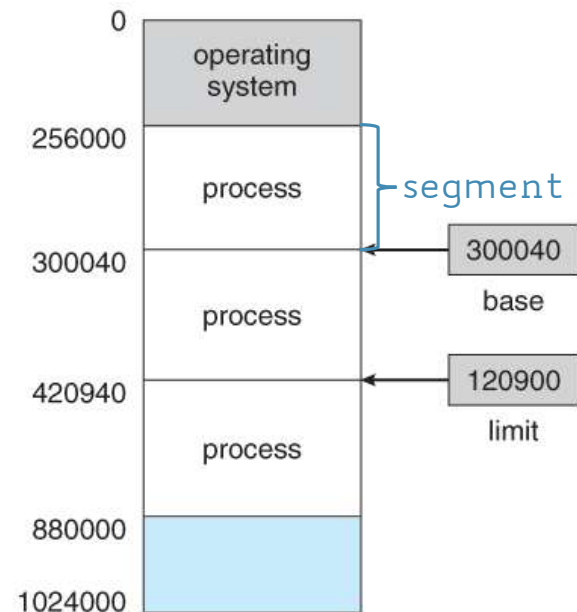 0
operating
system
256000
process
segment
300040
300040
base
process
420940
120900
limit
process
880000
1024000